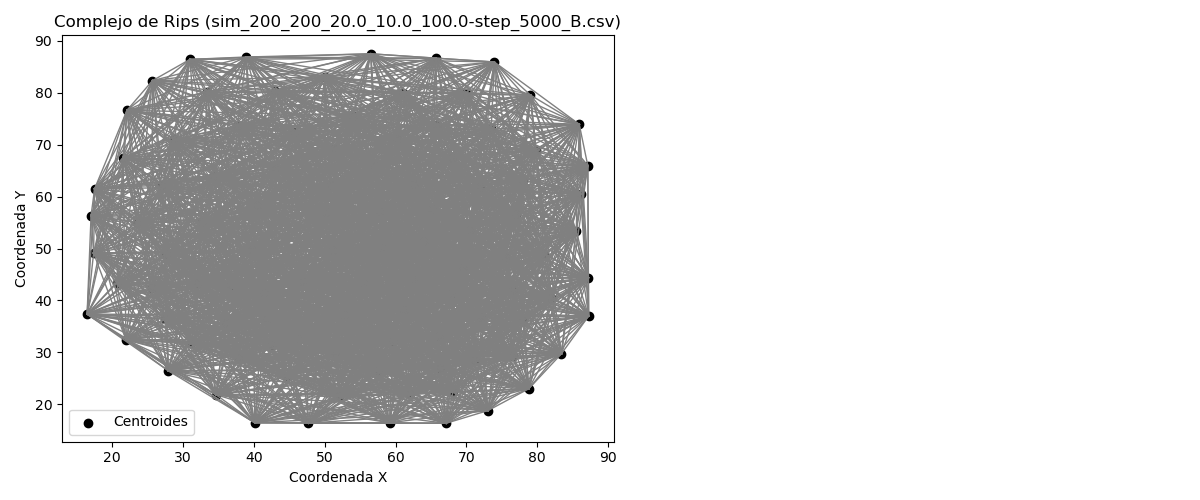 Complejo de Rips (sim_200_200_20.0_10.0_100.0-step_5000_B.csv)
90
80
70
60
50
40
30
20
Coordenada Y
Centroides
20 30 40 50 60 70 80 90
Coordenada X